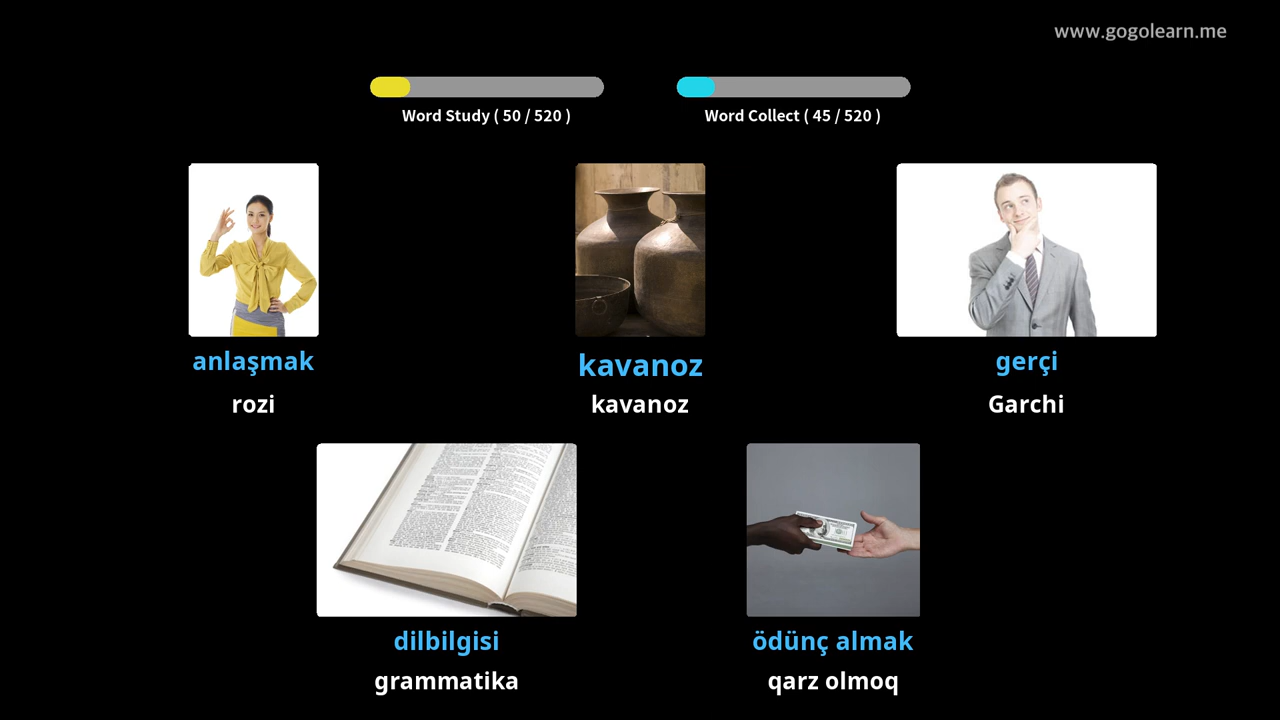 www.gogolearn.me
Word Study ( 50 / 520 )
Word Collect ( 45 / 520 )
anlaşmak
rozi
kavanoz
kavanoz
gerçi
Garchi
dilbilgisi
grammatika
ödünç almak
qarz olmoq